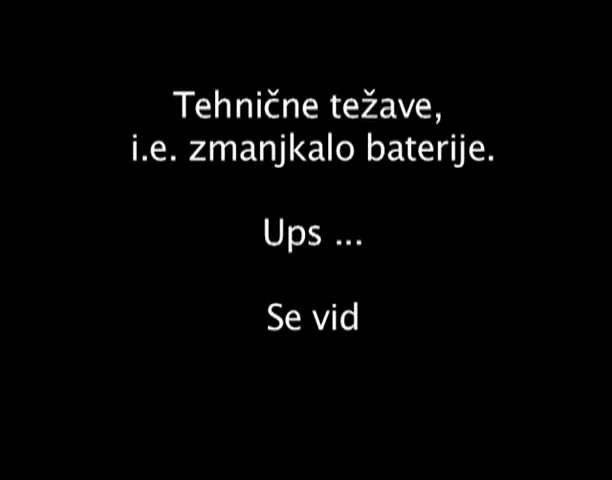 Tehnične težave,
i.e. zmanjkalo baterije.
Ups ...
Se vid